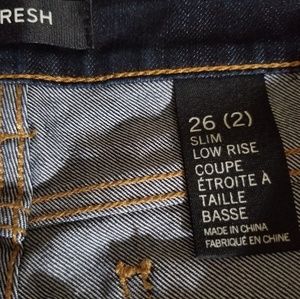 RESH
26 (2)
SLIM
LOW RISE
COUPE
ÉTROITE À
TAILLE
BASSE
MADE IN CHINA
FABRIQUÉ EN CHINE